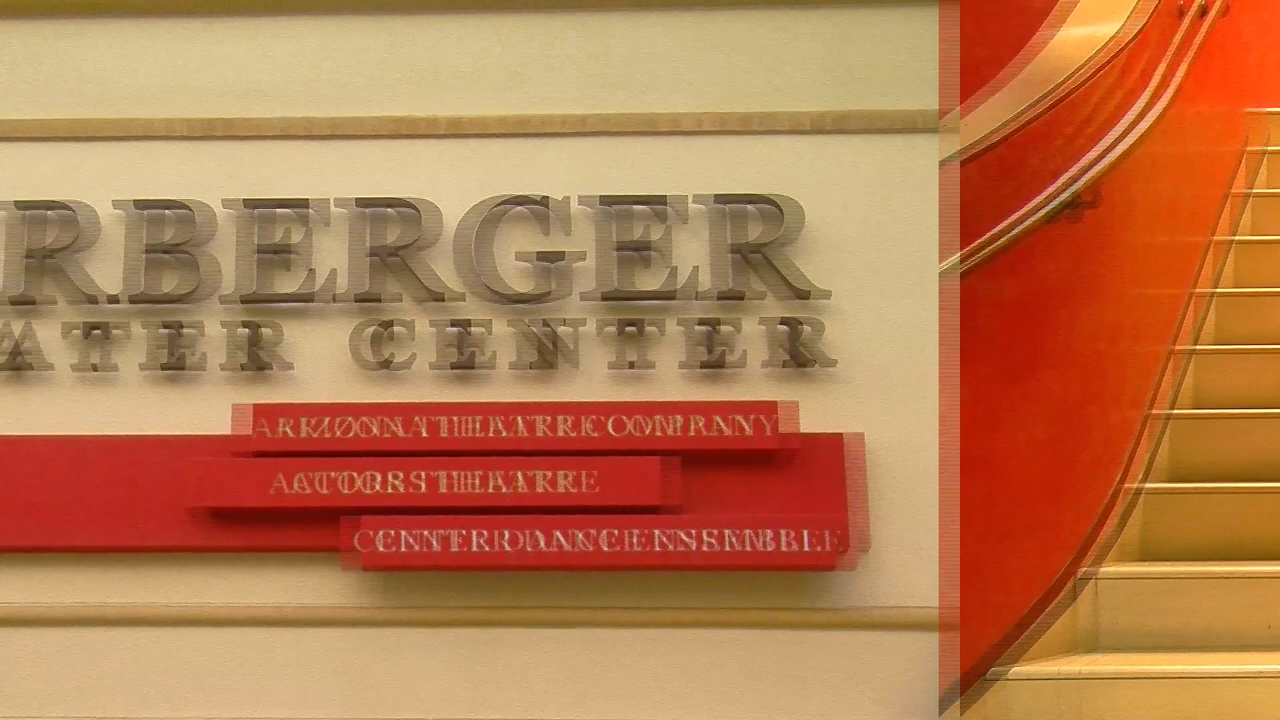 RBERGER
ATER CENTER
ARIZONA THEATRE COMPANY
ACTORS THEATRE
CENTER DANCE ENSEMBLE